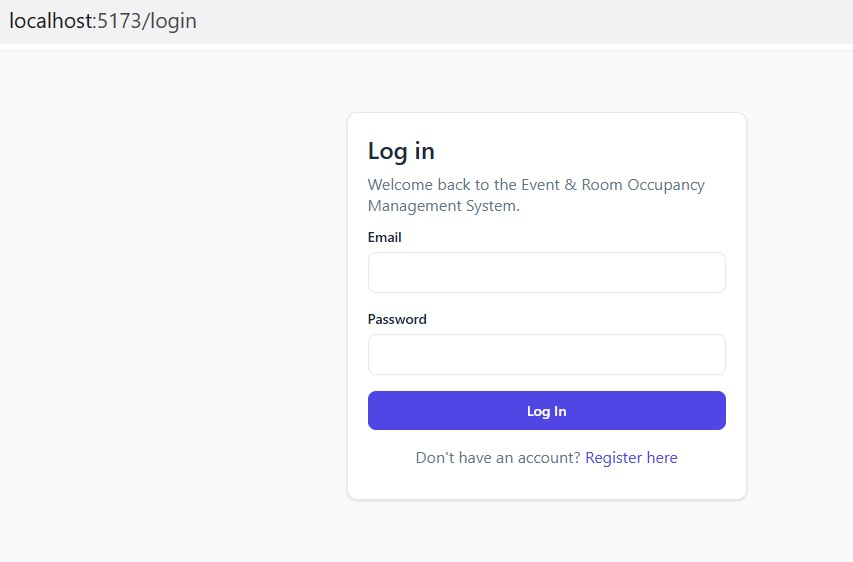 localhost:5173/login
Log in
Welcome back to the Event & Room Occupancy
Management System.
Email
Password
Log In
Don't have an account? Register here